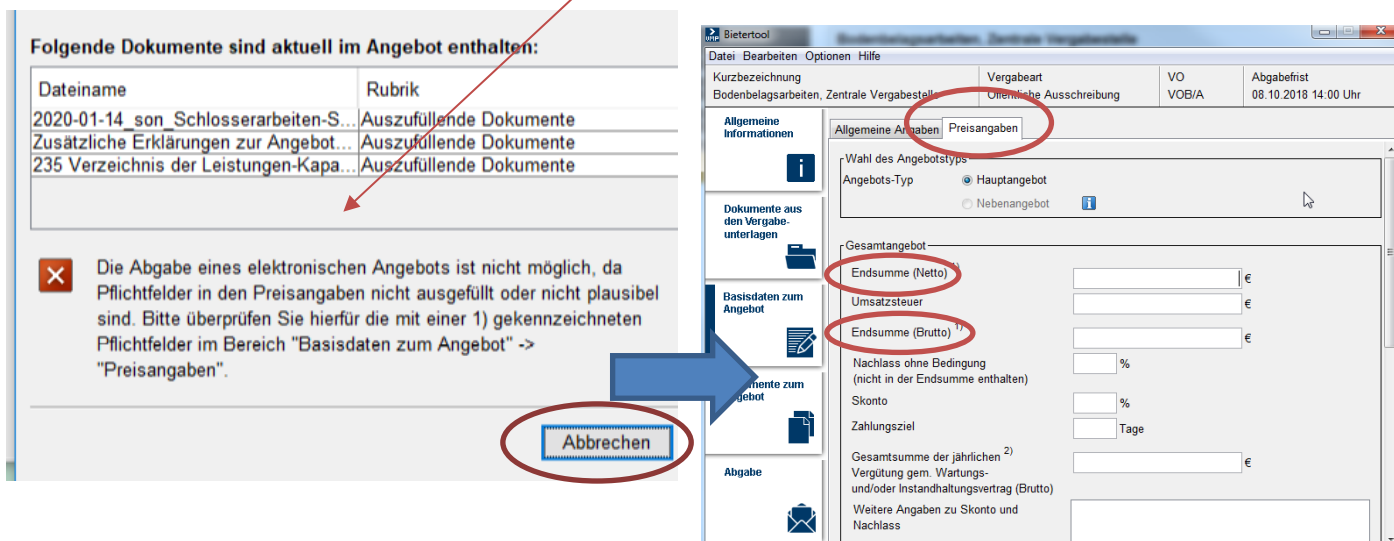 Folgende Dokumente sind aktuell im Angebot enthalten:
Dateiname Rubrik
2020-01-14_son_Schlosserarbeiten-S... Auszufüllende Dokumente
Zusätzliche Erklärungen zur Angebot... Auszufüllende Dokumente
235 Verzeichnis der Leistungen-Kapa... Auszufüllende Dokumente
Die Abgabe eines elektronischen Angebots ist nicht möglich, da
Pflichtfelder in den Preisangaben nicht ausgefüllt oder nicht plausibel
sind. Bitte überprüfen Sie hierfür die mit einer 1) gekennzeichneten
Pflichtfelder im Bereich "Basisdaten zum Angebot" ->
"Preisangaben".
Abbrechen
Bietertool
Bodenbelagsarbeiten, Zentrale Vergabestelle
Datei Bearbeiten Optionen Hilfe
Kurzbezeichnung Vergabeart VO Abgabefrist
Bodenbelagsarbeiten, Zentrale Vergabestelle Öffentliche Ausschreibung VOB/A 08.10.2018 14:00 Uhr
Allgemeine
Informationen
Dokumente aus
den Vergabe-
unterlagen
Basisdaten zum
Angebot
zum
Abgabe
Allgemeine Angaben Preisangaben
Wahl des Angebotstyps
Angebots-Typ Hauptangebot
Nebenangebot
Gesamtangebot
Endsumme (Netto) 1) €
Umsatzsteuer €
Endsumme (Brutto) 1) €
Nachlass ohne Bedingung %
(nicht in der Endsumme enthalten)
Skonto %
Zahlungsziel Tage
Gesamtsumme der jährlichen 2) €
Vergütung gem. Wartungs-
und/oder Instandhaltungsvertrag (Brutto)
Weitere Angaben zu Skonto und
Nachlass